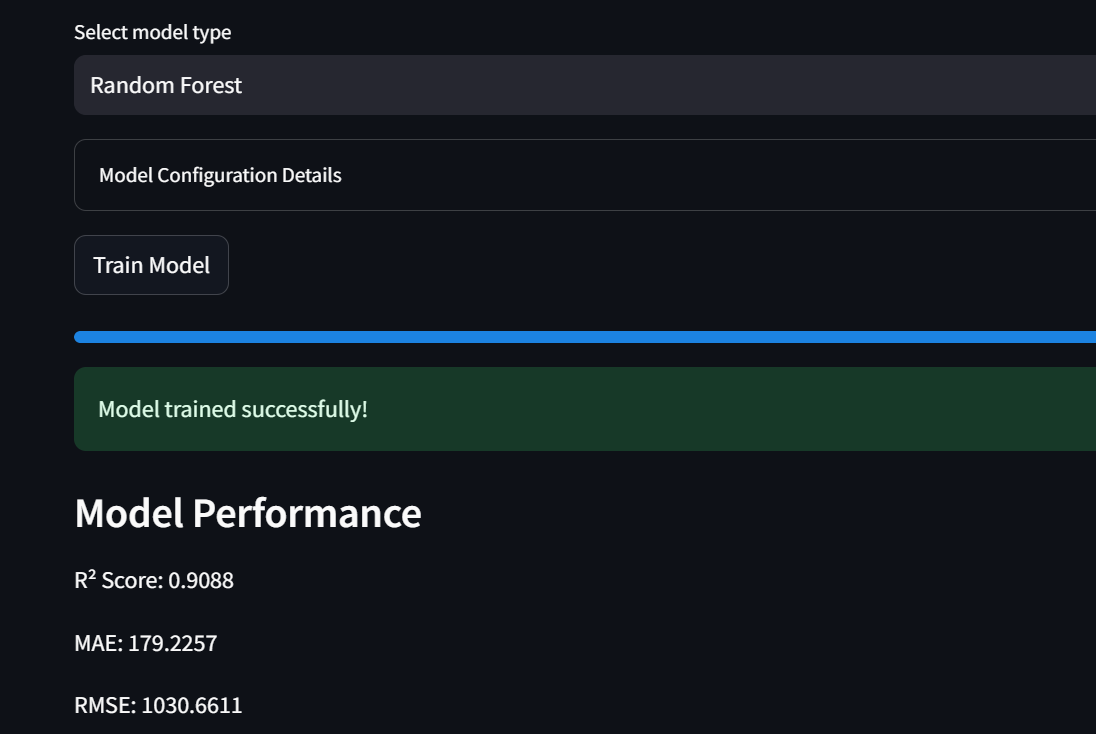 Select model type
Random Forest
Model Configuration Details
Train Model
Model trained successfully!
Model Performance
R² Score: 0.9088
MAE: 179.2257
RMSE: 1030.6611